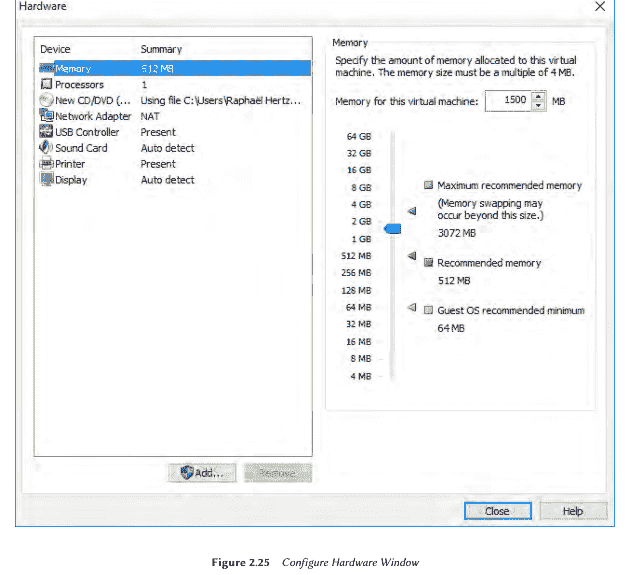 Hardware
Device Summary
Memory 512 MB
Processors 1
New CD/DVD (... Using file C:\Users\Raphaël Hertz...
Network Adapter NAT
USB Controller Present
Sound Card Auto detect
Printer Present
Display Auto detect
Add...
Remove
Memory
Specify the amount of memory allocated to this virtual
machine. The memory size must be a multiple of 4 MB.
Memory for this virtual machine: 1500 MB
64 GB
32 GB
16 GB
8 GB
4 GB
2 GB
1 GB
512 MB
256 MB
128 MB
64 MB
32 MB
16 MB
8 MB
4 MB
Maximum recommended memory
(Memory swapping may
occur beyond this size.)
3072 MB
Recommended memory
512 MB
Guest OS recommended minimum
64 MB
Close
Help
Figure 2.25 Configure Hardware Window